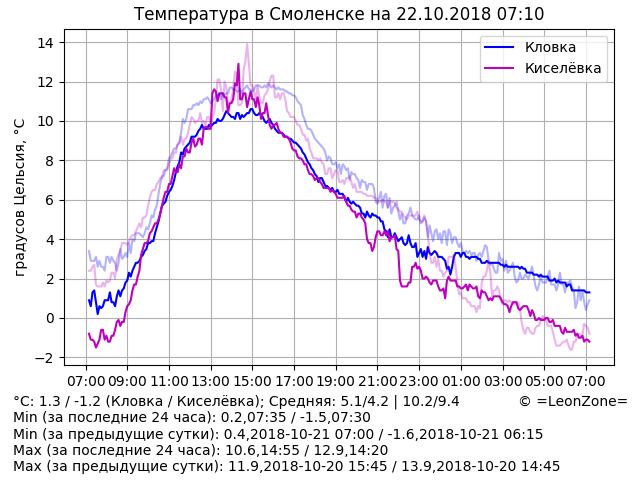 Температура в Смоленске на 22.10.2018 07:10
14
12
10
8
6
4
2
0
−2
градусов Цельсия, °C
Кловка
Киселёвка
07:00 09:00 11:00 13:00 15:00 17:00 19:00 21:00 23:00 01:00 03:00 05:00 07:00
°C: 1.3 / -1.2 (Кловка / Киселёвка); Средняя: 5.1/4.2 | 10.2/9.4 © =LeonZone=
Min (за последние 24 часа): 0.2,07:35 / -1.5,07:30
Min (за предыдущие сутки): 0.4,2018-10-21 07:00 / -1.6,2018-10-21 06:15
Max (за последние 24 часа): 10.6,14:55 / 12.9,14:20
Max (за предыдущие сутки): 11.9,2018-10-20 15:45 / 13.9,2018-10-20 14:45